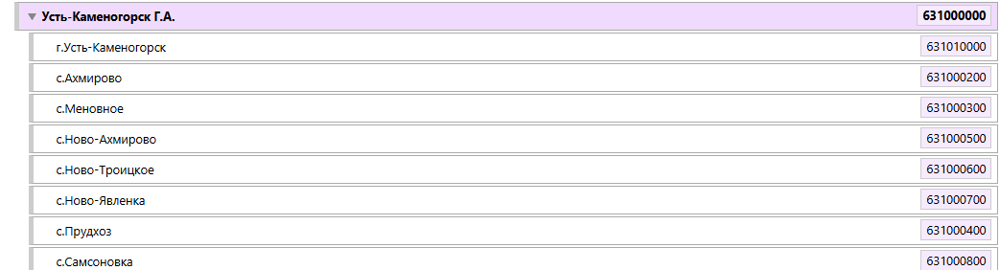 Усть-Каменогорск Г.А. 631000000
г.Усть-Каменогорск 631010000
с.Ахмирово 631000200
с.Меновное 631000300
с.Ново-Ахмирово 631000500
с.Ново-Троицкое 631000600
с.Ново-Явленка 631000700
с.Прудхоз 631000400
с.Самсоновка 631000800